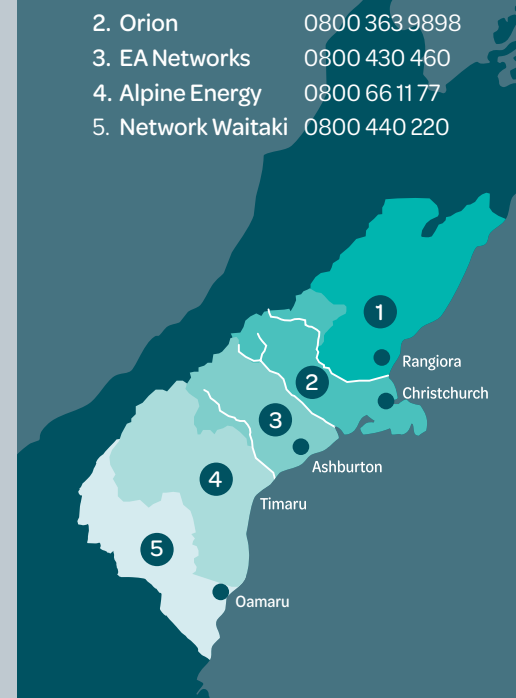 2. Orion 0800 363 9898
3. EA Networks 0800 430 460
4. Alpine Energy 0800 66 11 77
5. Network Waitaki 0800 440 220
1
Rangiora
2
Christchurch
3
Ashburton
4
Timaru
5
Oamaru